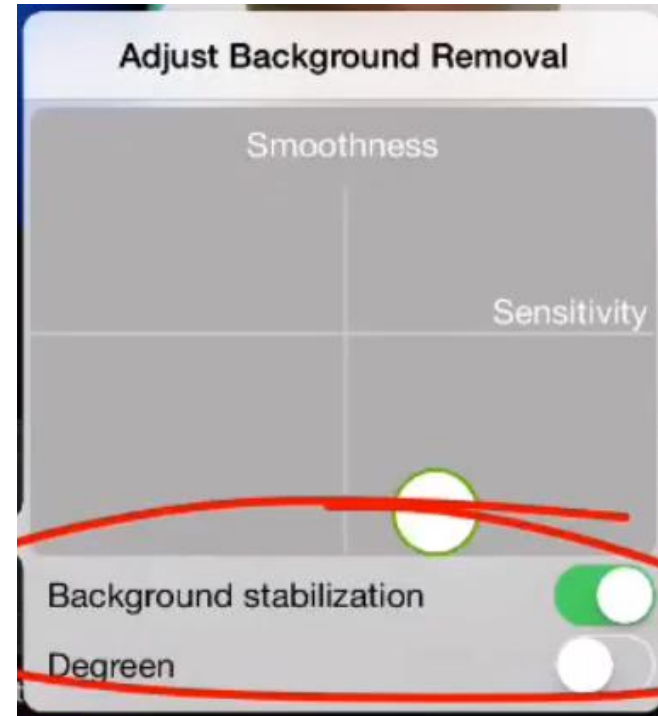 Adjust Background Removal
Smoothness
Sensitivity
Background stabilization
Degreen